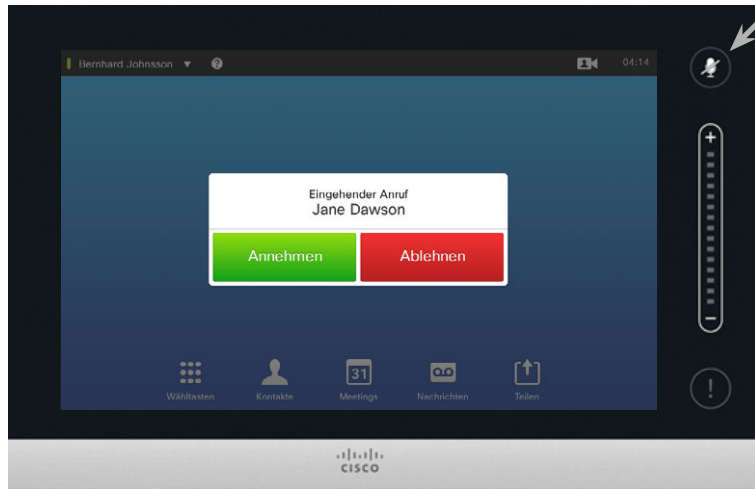 Bernhard Johnsson
?
04:14
Eingehender Anruf
Jane Dawson
Annehmen
Ablehnen
31
Wähltasten
Kontakte
Meetings
Nachrichten
Teilen
+
−
!
CISCO